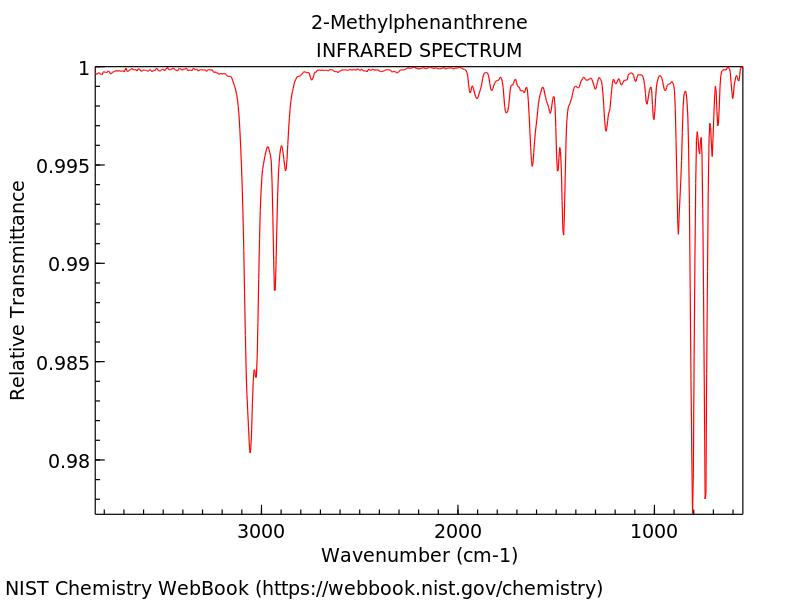 2-Methylphenanthrene
INFRARED SPECTRUM
1
0.995
0.99
0.985
0.98
Relative Transmittance
3000 2000 1000
Wavenumber (cm-1)
NIST Chemistry WebBook (https://webbook.nist.gov/chemistry)